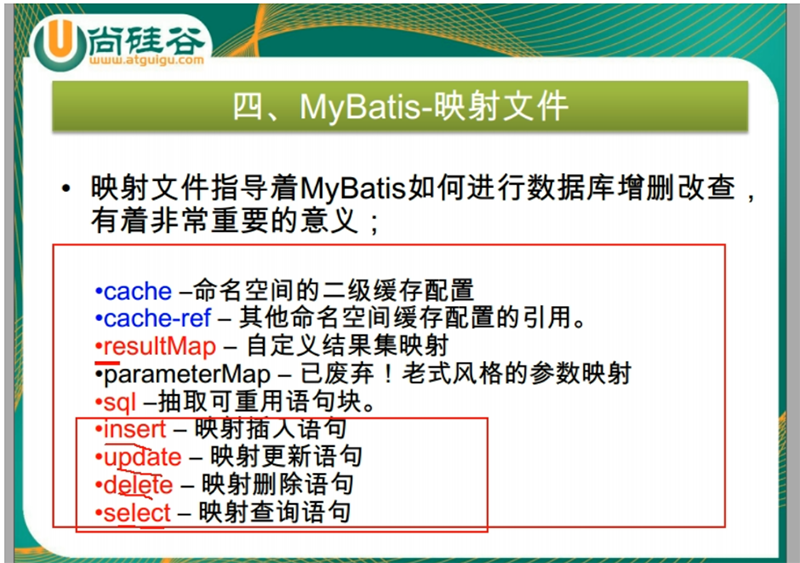 尚硅谷
www.atguigu.com
四、MyBatis-映射文件
• 映射文件指导着MyBatis如何进行数据库增删改查，
有着非常重要的意义；
•cache –命名空间的二级缓存配置
•cache-ref – 其他命名空间缓存配置的引用。
•resultMap – 自定义结果集映射
•parameterMap – 已废弃！老式风格的参数映射
•sql –抽取可重用语句块。
•insert – 映射插入语句
•update – 映射更新语句
•delete – 映射删除语句
•select – 映射查询语句